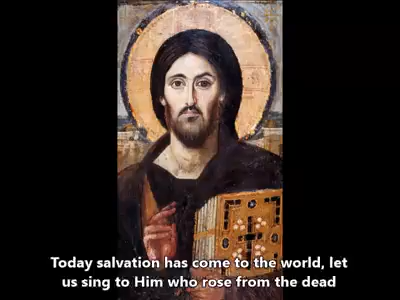 Today salvation has come to the world, let
us sing to Him who rose from the dead